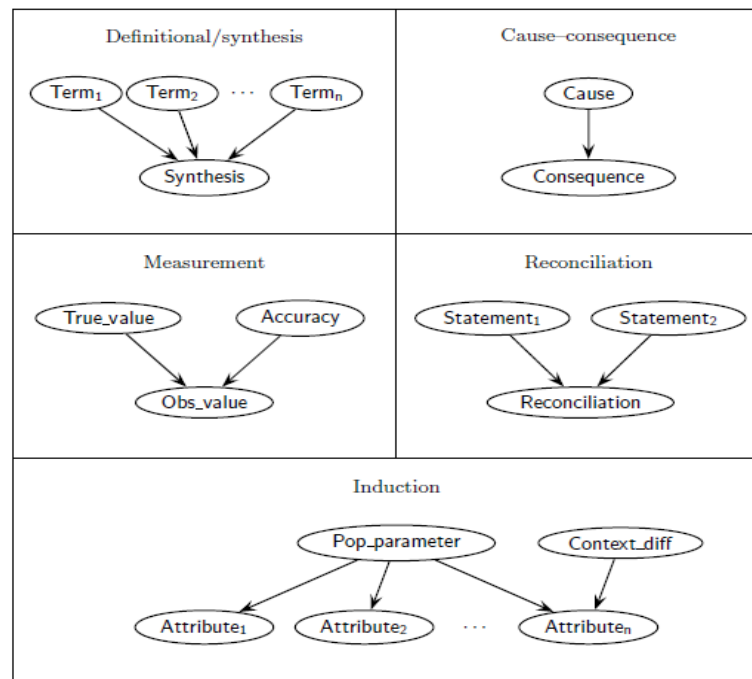 Definitional/synthesis
Term₁ Term₂ ··· Termₙ
Synthesis
Cause–consequence
Cause
Consequence
Measurement
True_value Accuracy
Obs_value
Reconciliation
Statement₁ Statement₂
Reconciliation
Induction
Pop_parameter Context_diff
Attribute₁ Attribute₂ ··· Attributeₙ